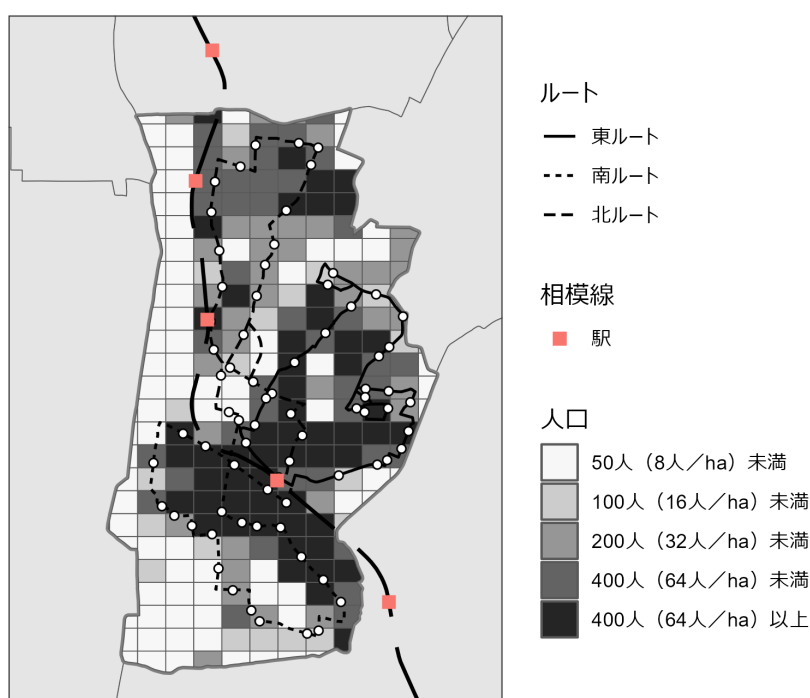 ルート
東ルート
南ルート
北ルート
相模線
駅
人口
50人（8人／ha）未満
100人（16人／ha）未満
200人（32人／ha）未満
400人（64人／ha）未満
400人（64人／ha）以上